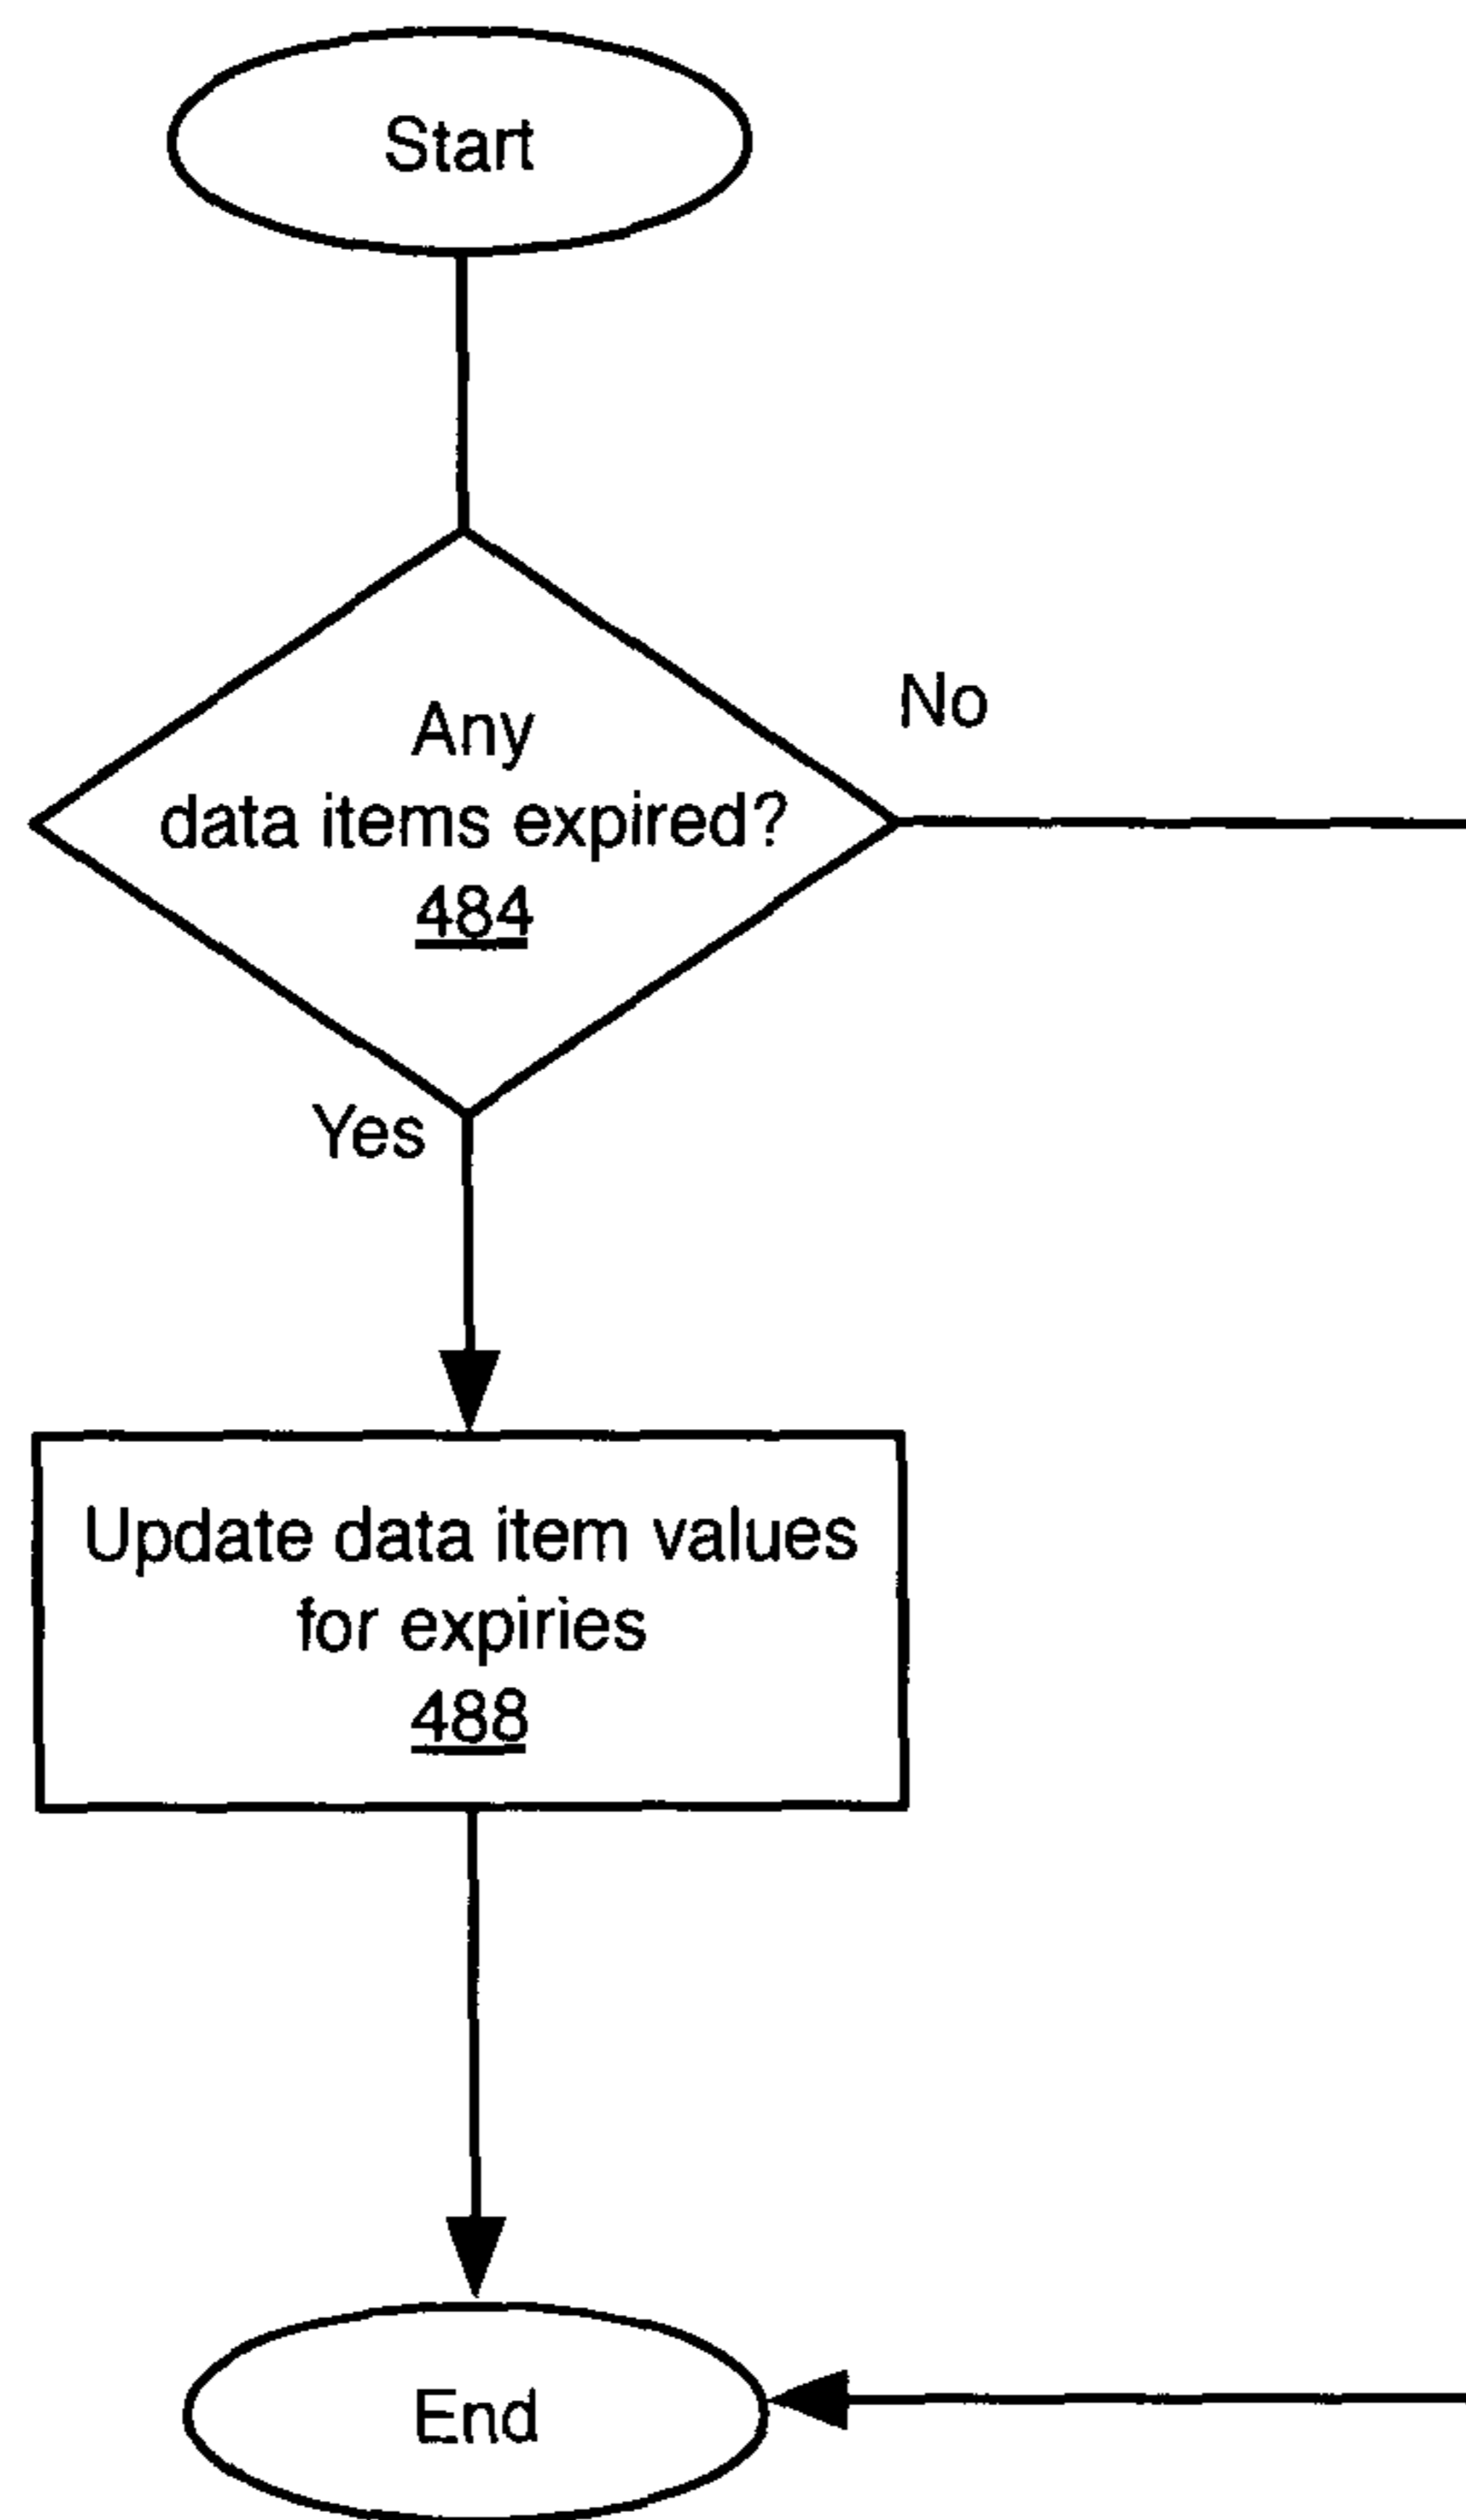 Start
Any
data items expired?
484
No
Yes
Update data item values
for expiries
488
End